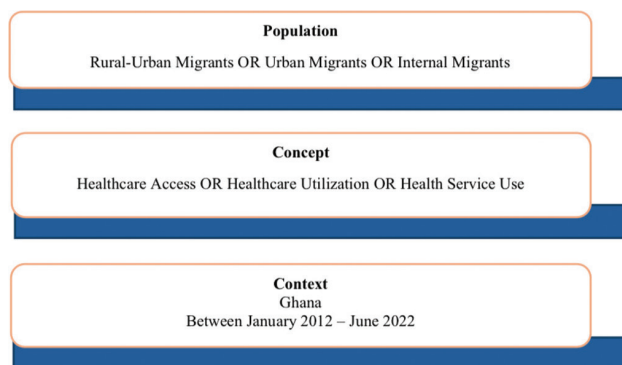 Population
Rural-Urban Migrants OR Urban Migrants OR Internal Migrants
Concept
Healthcare Access OR Healthcare Utilization OR Health Service Use
Context
Ghana
Between January 2012 – June 2022